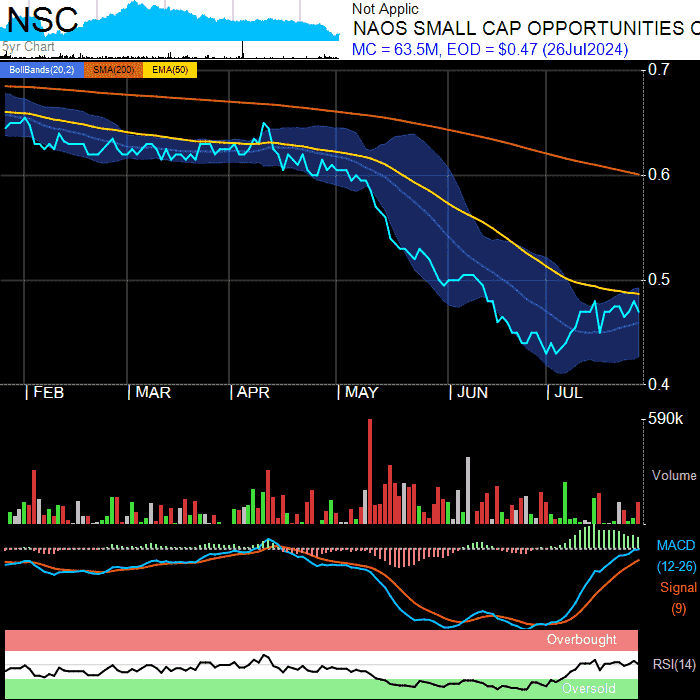 NSC
5yr Chart
Not Applic
NAOS SMALL CAP OPPORTUNITIES C
MC = 63.5M, EOD = $0.47 (26Jul2024)
BollBands(20,2) SMA(200) EMA(50)
0.7
0.6
0.5
0.4
FEB MAR APR MAY JUN JUL
590k
Volume
MACD
(12-26)
Signal
(9)
Overbought
RSI(14)
Oversold